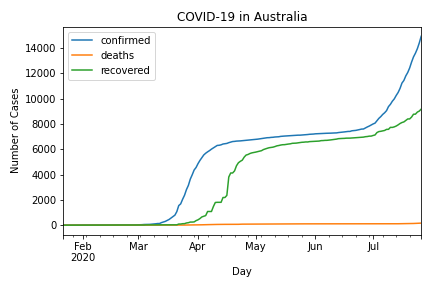 COVID-19 in Australia
confirmed
deaths
recovered
Number of Cases
14000
12000
10000
8000
6000
4000
2000
0
Feb Mar Apr May Jun Jul
2020
Day